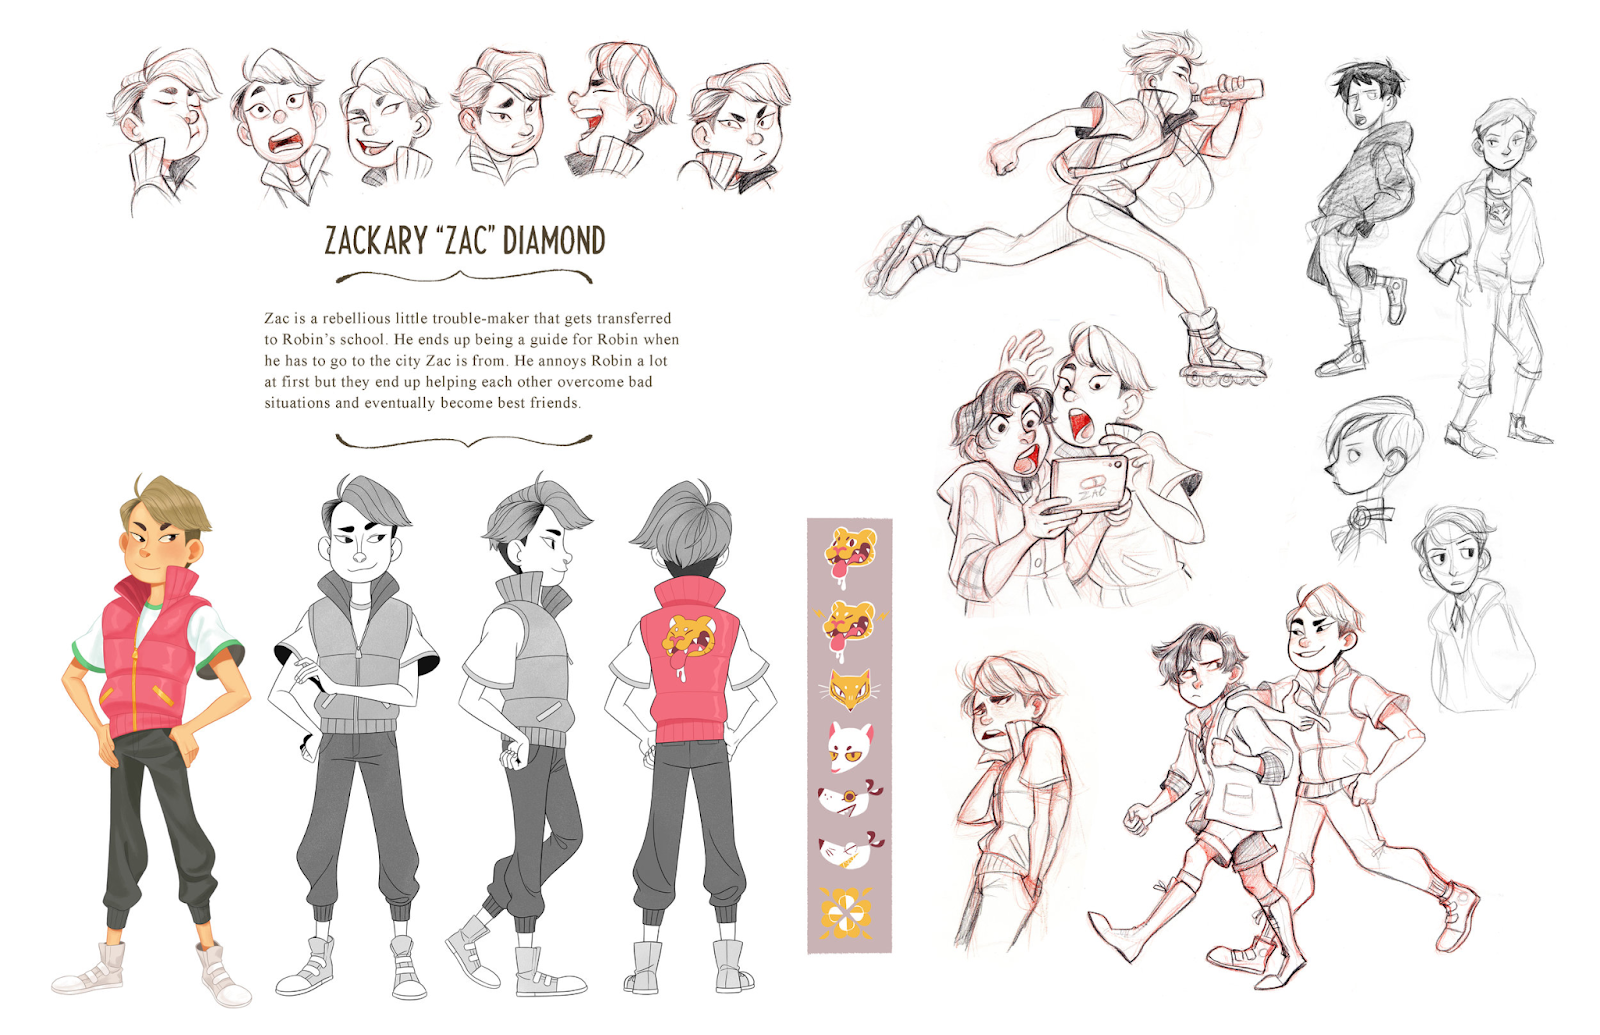 ZACKARY “ZAC” DIAMOND
Zac is a rebellious little trouble-maker that gets transferred
to Robin’s school. He ends up being a guide for Robin when
he has to go to the city Zac is from. He annoys Robin a lot
at first but they end up helping each other overcome bad
situations and eventually become best friends.
ZAC